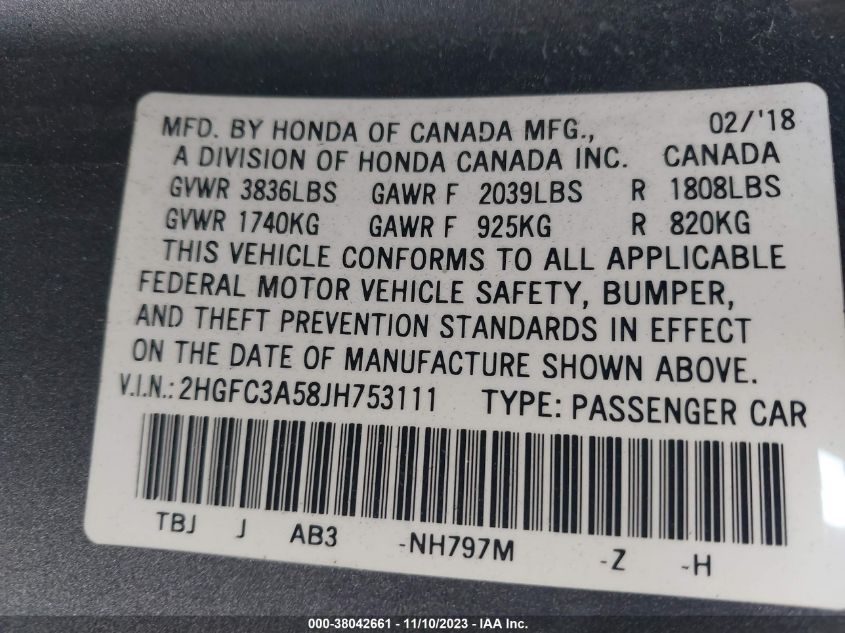 MFD. BY HONDA OF CANADA MFG., 02/'18
A DIVISION OF HONDA CANADA INC. CANADA
GVWR 3836LBS GAWR F 2039LBS R 1808LBS
GVWR 1740KG GAWR F 925KG R 820KG
THIS VEHICLE CONFORMS TO ALL APPLICABLE
FEDERAL MOTOR VEHICLE SAFETY, BUMPER,
AND THEFT PREVENTION STANDARDS IN EFFECT
ON THE DATE OF MANUFACTURE SHOWN ABOVE.
V.I.N.: 2HGFC3A58JH753111 TYPE: PASSENGER CAR
TBJ J AB3 -NH797M -Z -H
000-38042661 - 11/10/2023 - IAA Inc.